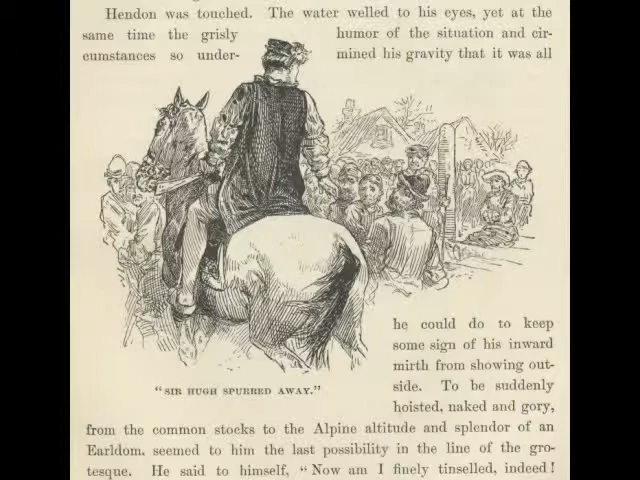 Hendon was touched. The water welled to his eyes, yet at the
same time the grisly humor of the situation and cir-
cumstances so under- mined his gravity that it was all
he could do to keep
some sign of his inward
mirth from showing out-
side. To be suddenly
hoisted, naked and gory,
"SIR HUGH SPURRED AWAY."
from the common stocks to the Alpine altitude and splendor of an
Earldom, seemed to him the last possibility in the line of the gro-
tesque. He said to himself, "Now am I finely tinselled, indeed!